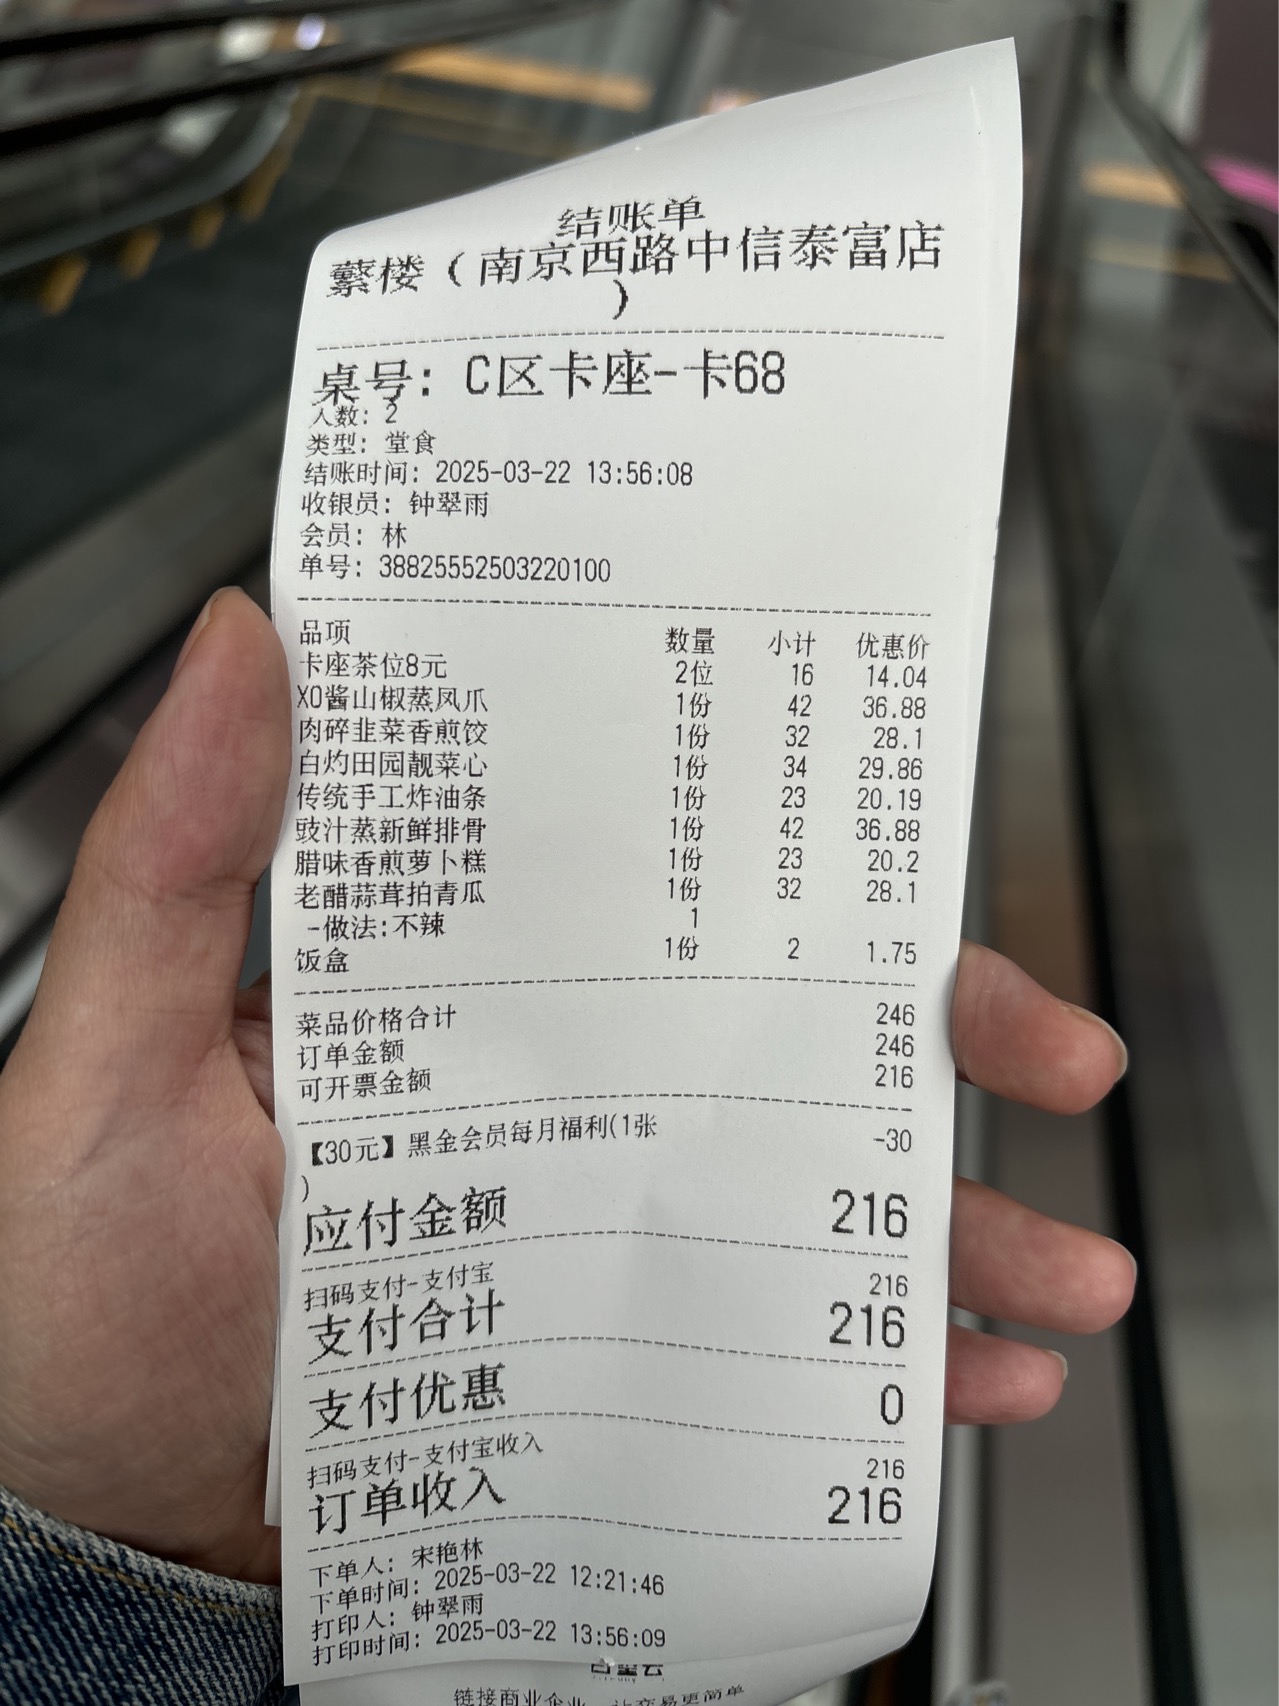 结账单
蘩楼（南京西路中信泰富店
）
桌号: C区卡座-卡68
人数: 2
类型: 堂食
结账时间: 2025-03-22 13:56:08
收银员: 钟翠雨
会员: 林
单号: 38825552503220100
品项 数量 小计 优惠价
卡座茶位8元 2位 16 14.04
XO酱山椒蒸凤爪 1份 42 36.88
肉碎韭菜香煎饺 1份 32 28.1
白灼田园靓菜心 1份 34 29.86
传统手工炸油条 1份 23 20.19
豉汁蒸新鲜排骨 1份 42 36.88
腊味香煎萝卜糕 1份 23 20.2
老醋蒜茸拍青瓜 1份 32 28.1
-做法:不辣 1
饭盒 1份 2 1.75
菜品价格合计 246
订单金额 246
可开票金额 216
【30元】黑金会员每月福利(1张 -30
)
应付金额 216
扫码支付-支付宝 216
支付合计 216
支付优惠 0
扫码支付-支付宝收入 216
订单收入 216
下单人: 宋艳林
下单时间: 2025-03-22 12:21:46
打印人: 钟翠雨
打印时间: 2025-03-22 13:56:09
链接商业企业 让交易更简单